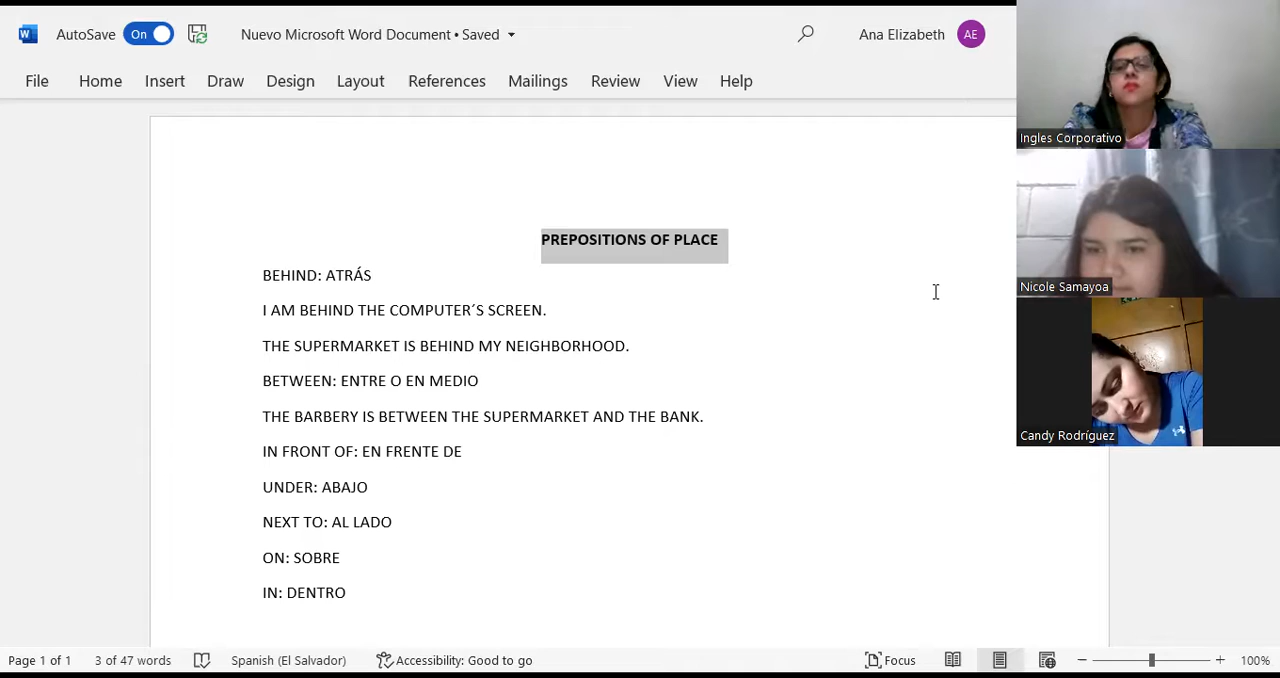 AutoSave On Nuevo Microsoft Word Document • Saved Ana Elizabeth AE
File Home Insert Draw Design Layout References Mailings Review View Help
Ingles Corporativo
Nicole Samayoa
Candy Rodríguez
PREPOSITIONS OF PLACE
BEHIND: ATRÁS
I AM BEHIND THE COMPUTER´S SCREEN.
THE SUPERMARKET IS BEHIND MY NEIGHBORHOOD.
BETWEEN: ENTRE O EN MEDIO
THE BARBERY IS BETWEEN THE SUPERMARKET AND THE BANK.
IN FRONT OF: EN FRENTE DE
UNDER: ABAJO
NEXT TO: AL LADO
ON: SOBRE
IN: DENTRO
Page 1 of 1 3 of 47 words Spanish (El Salvador) Accessibility: Good to go Focus 100%